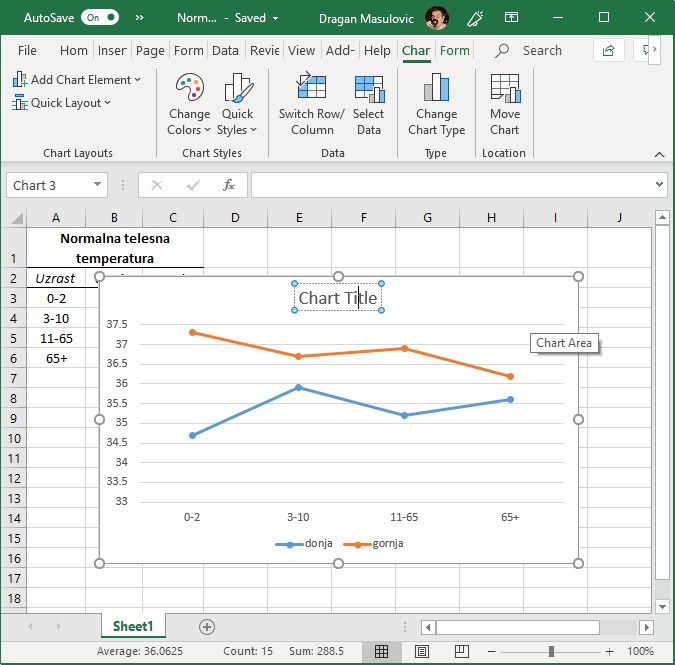 AutoSave On Norm... - Saved Dragan Masulovic
File Hom Inser Page Form Data Revie View Add- Help Char Form Search
Add Chart Element
Quick Layout
Change Colors
Quick Styles
Switch Row/ Column
Select Data
Change Chart Type
Move Chart
Chart Layouts Chart Styles Data Type Location
Chart 3 fx
A B C D E F G H I J
1 Normalna telesna
temperatura
2 Uzrast
3 0-2
4 3-10
5 11-65
6 65+
7
8
9
10
11
12
13
14
15
16
17
18
Chart Title
Chart Area
37.5
37
36.5
36
35.5
35
34.5
34
33.5
33
0-2 3-10 11-65 65+
donja gornja
Sheet1
Average: 36.0625 Count: 15 Sum: 288.5 100%